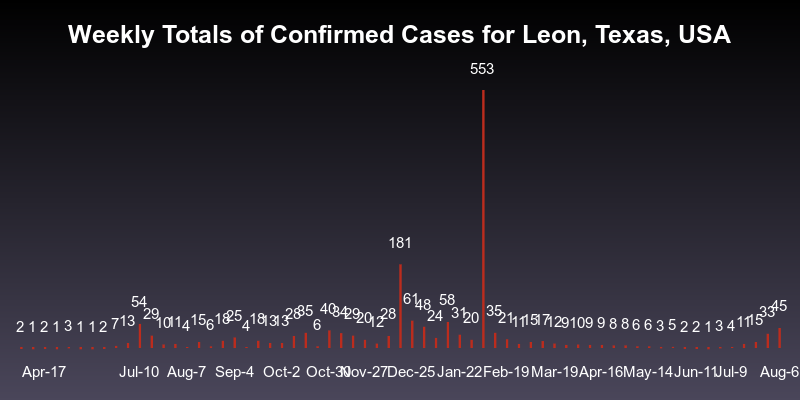 Weekly Totals of Confirmed Cases for Leon, Texas, USA
553
181
2 1 2 1 3 1 1 2 7 13 54 29 10 11 4 15 6 18 25 4 18 13 13 28 35 6 40 34 29 20 12 28 61 48 24 58 31 20 35 21 11 15 17 12 9 10 9 9 8 8 6 6 3 5 2 2 1 3 4 11 15 33 45
Apr-17 Jul-10 Aug-7 Sep-4 Oct-2 Oct-30 Nov-27 Dec-25 Jan-22 Feb-19 Mar-19 Apr-16 May-14 Jun-11 Jul-9 Aug-6